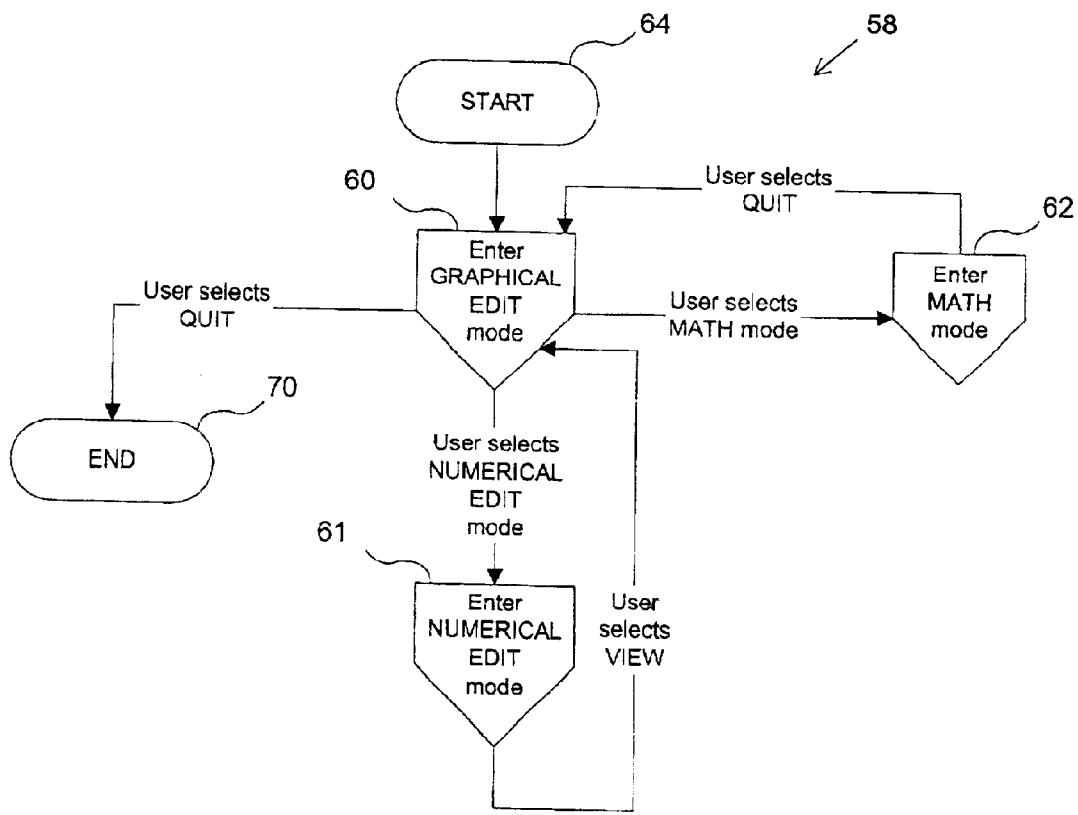 64
58
START
60
User selects
QUIT
62
Enter
GRAPHICAL
EDIT
mode
Enter
MATH
mode
User selects
QUIT
User selects
MATH mode
70
END
User selects
NUMERICAL
EDIT
mode
61
Enter
NUMERICAL
EDIT
mode
User
selects
VIEW